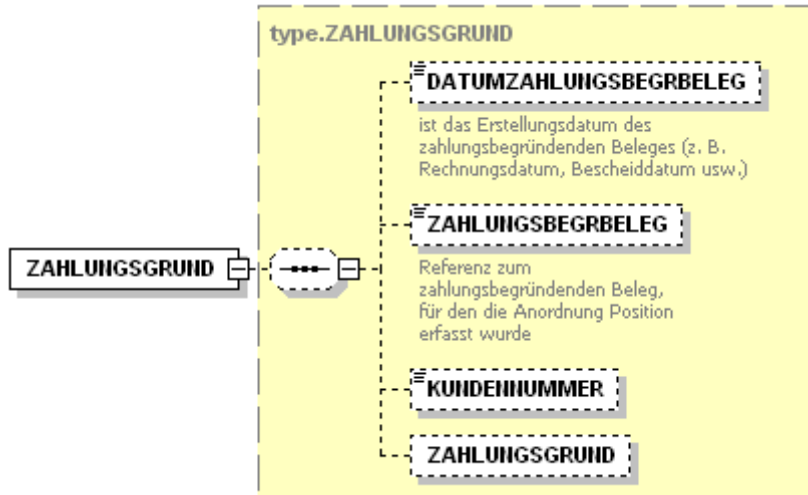 type.ZAHLUNGSGRUND
DATUMZAHLUNGSBEGRBELEG
ist das Erstellungsdatum des
zahlungsbegründenden Beleges (z. B.
Rechnungsdatum, Bescheiddatum usw.)
ZAHLUNGSBEGRBELEG
Referenz zum
zahlungsbegründenden Beleg,
für den die Anordnung Position
erfasst wurde
ZAHLUNGSGRUND
KUNDENNUMMER
ZAHLUNGSGRUND